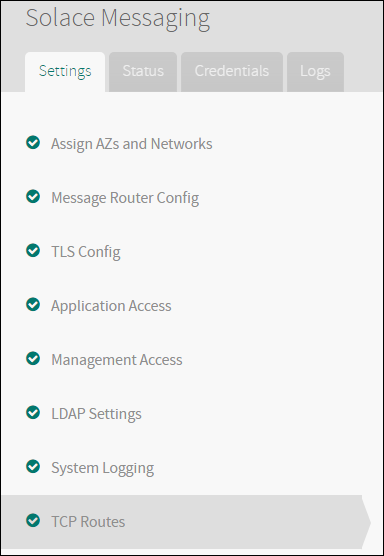 Solace Messaging
Settings Status Credentials Logs
Assign AZs and Networks
Message Router Config
TLS Config
Application Access
Management Access
LDAP Settings
System Logging
TCP Routes